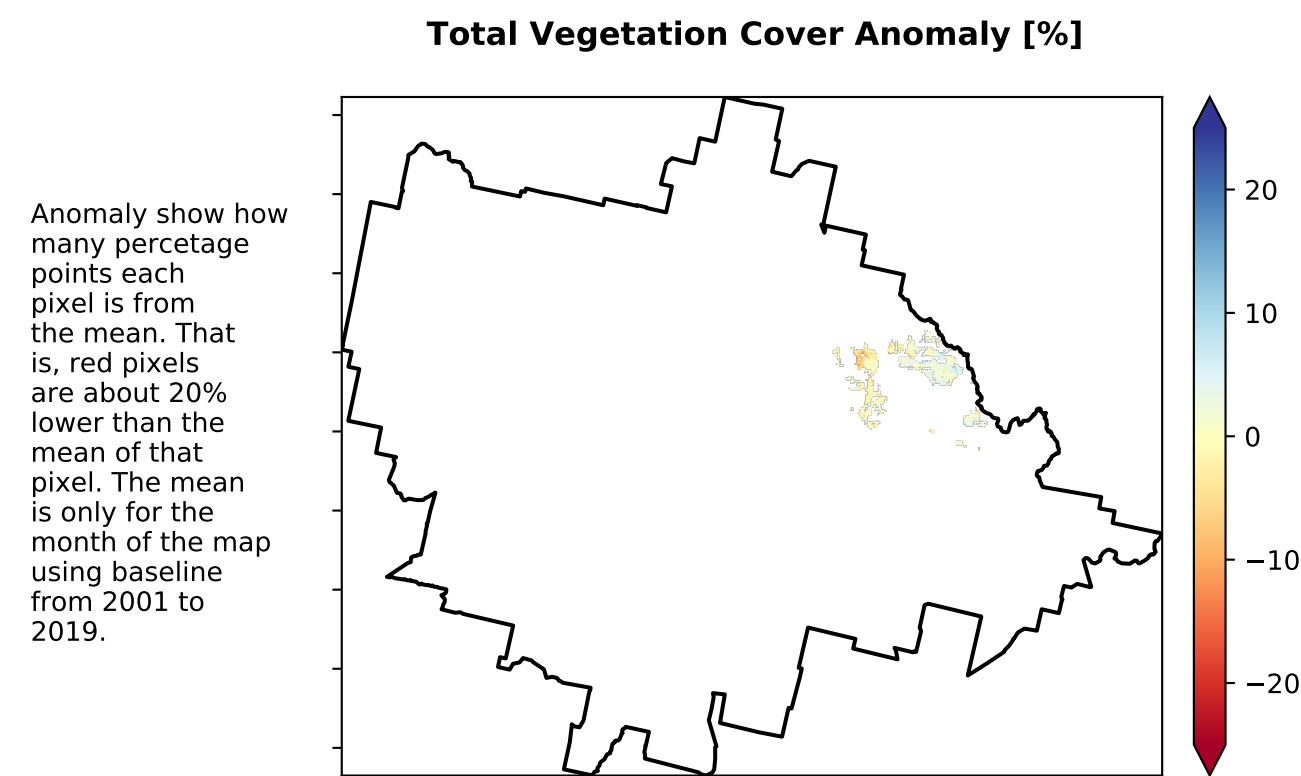 Total Vegetation Cover Anomaly [%]
Anomaly show how
many percetage
points each
pixel is from
the mean. That
is, red pixels
are about 20%
lower than the
mean of that
pixel. The mean
is only for the
month of the map
using baseline
from 2001 to
2019.
20
10
0
−10
−20